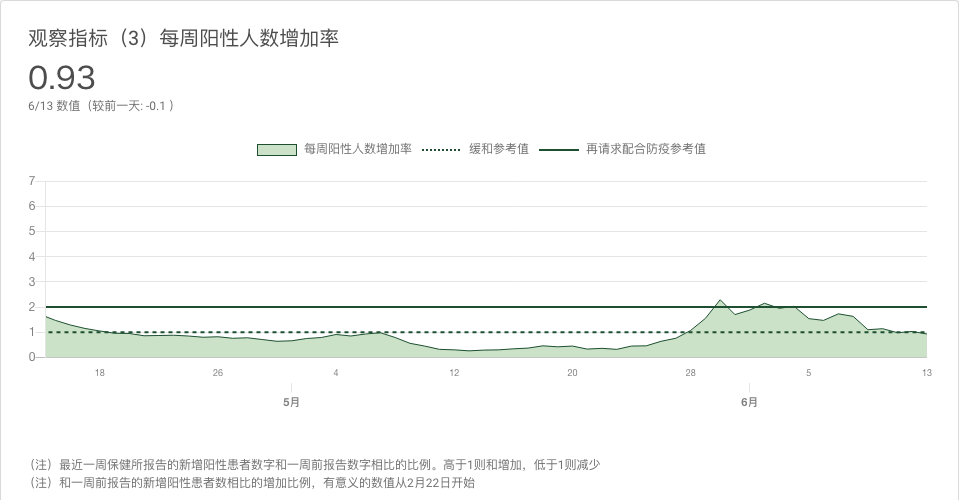 观察指标（3）每周阳性人数增加率
0.93
6/13 数值（较前一天: -0.1 ）
每周阳性人数增加率 缓和参考值 再请求配合防疫参考值
7
6
5
4
3
2
1
0
18 26 4 12 20 28 5 13
5月 6月
（注）最近一周保健所报告的新增阳性患者数字和一周前报告数字相比的比例。高于1则和增加，低于1则减少
（注）和一周前报告的新增阳性患者数相比的增加比例，有意义的数值从2月22日开始